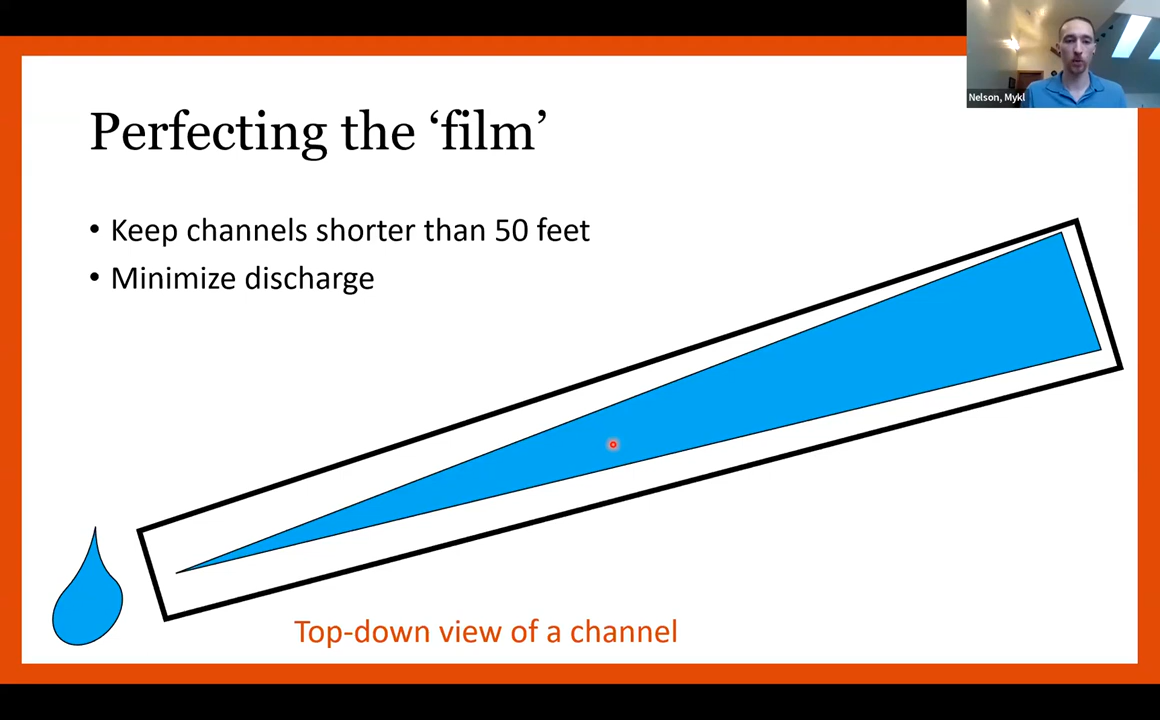 Nelson, Mykl
Perfecting the ‘film’
• Keep channels shorter than 50 feet
• Minimize discharge
Top-down view of a channel